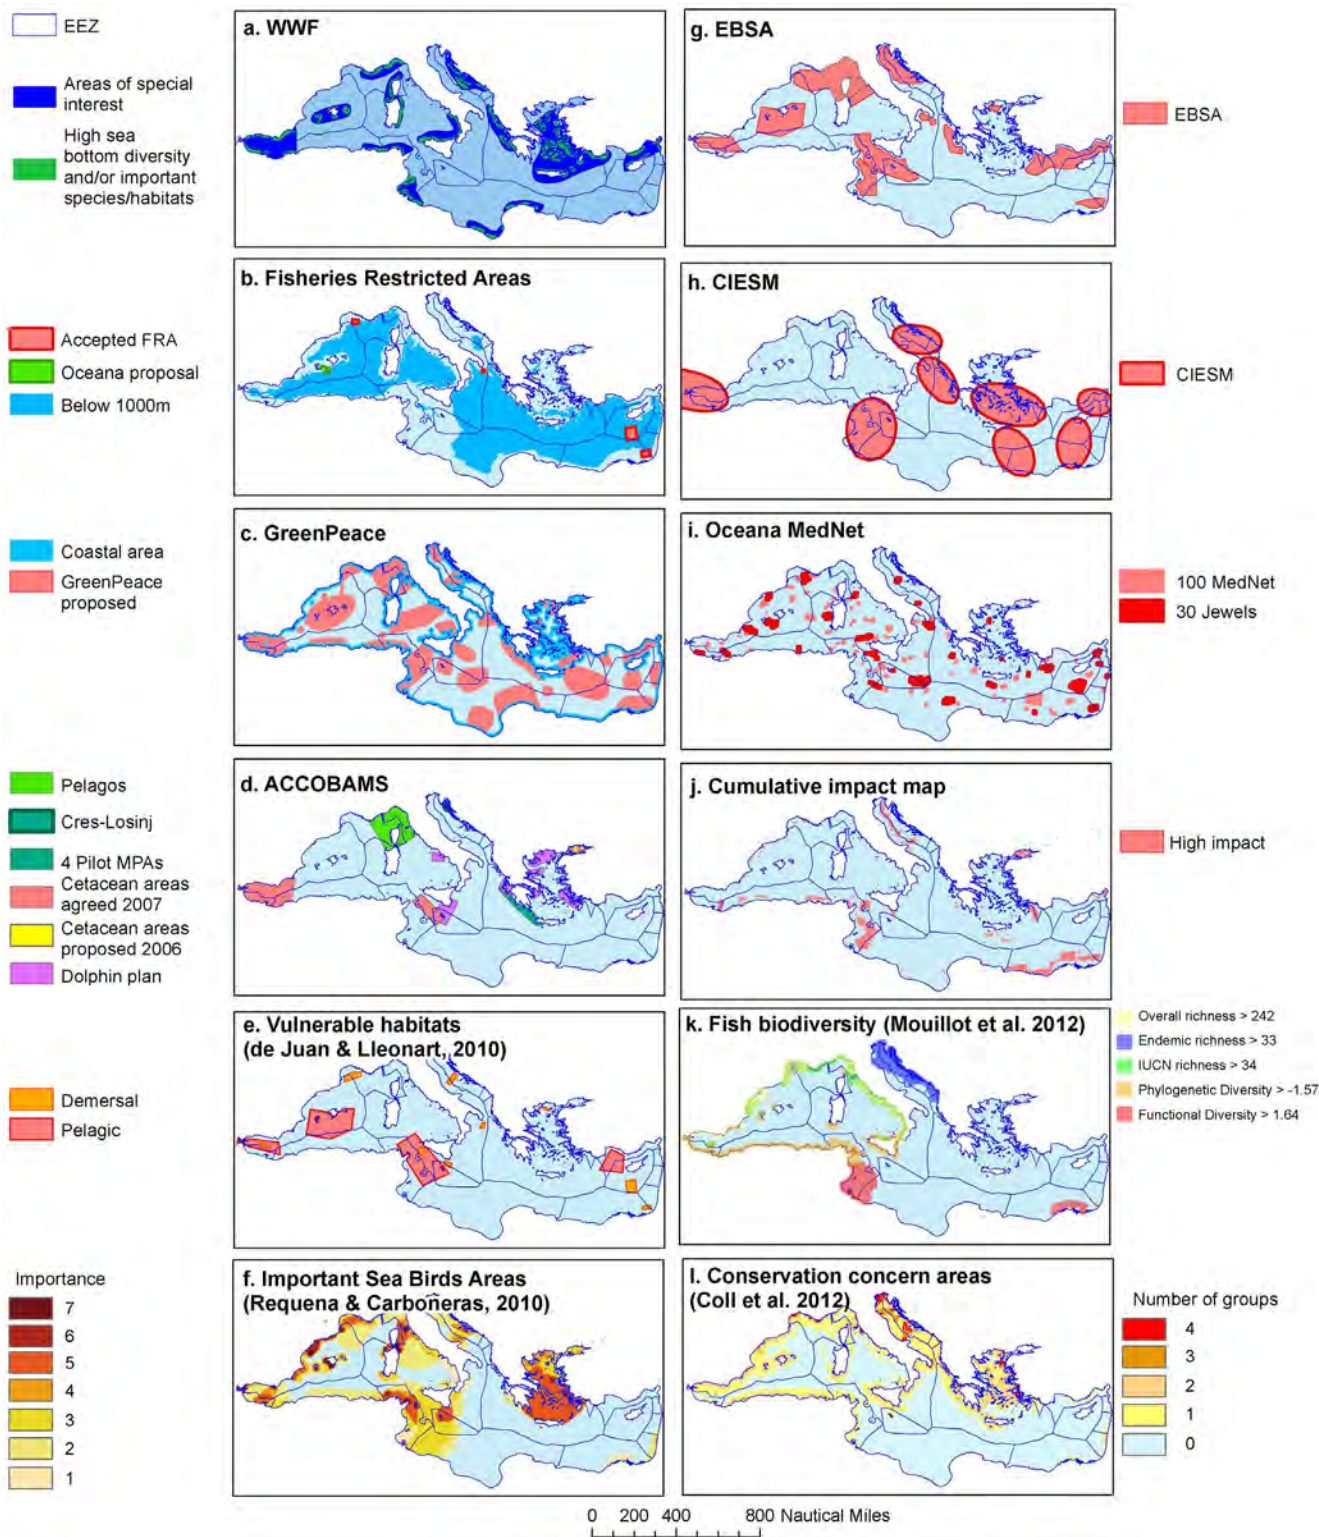 EEZ
Areas of special
interest
High sea
bottom diversity
and/or important
species/habitats
a. WWF
g. EBSA
EBSA
b. Fisheries Restricted Areas
Accepted FRA
Oceana proposal
Below 1000m
h. CIESM
CIESM
c. GreenPeace
Coastal area
GreenPeace
proposed
i. Oceana MedNet
100 MedNet
30 Jewels
d. ACCOBAMS
Pelagos
Cres-Losinj
4 Pilot MPAs
Cetacean areas
agreed 2007
Cetacean areas
proposed 2006
Dolphin plan
j. Cumulative impact map
High impact
e. Vulnerable habitats
(de Juan & Lleonart, 2010)
Demersal
Pelagic
k. Fish biodiversity (Mouillot et al. 2012)
Overall richness > 242
Endemic richness > 33
IUCN richness > 34
Phylogenetic Diversity > -1.57
Functional Diversity > 1.64
f. Important Sea Birds Areas
(Requena & Carboneras, 2010)
Importance
7
6
5
4
3
2
1
l. Conservation concern areas
(Coll et al. 2012)
Number of groups
4
3
2
1
0
0 200 400 800 Nautical Miles